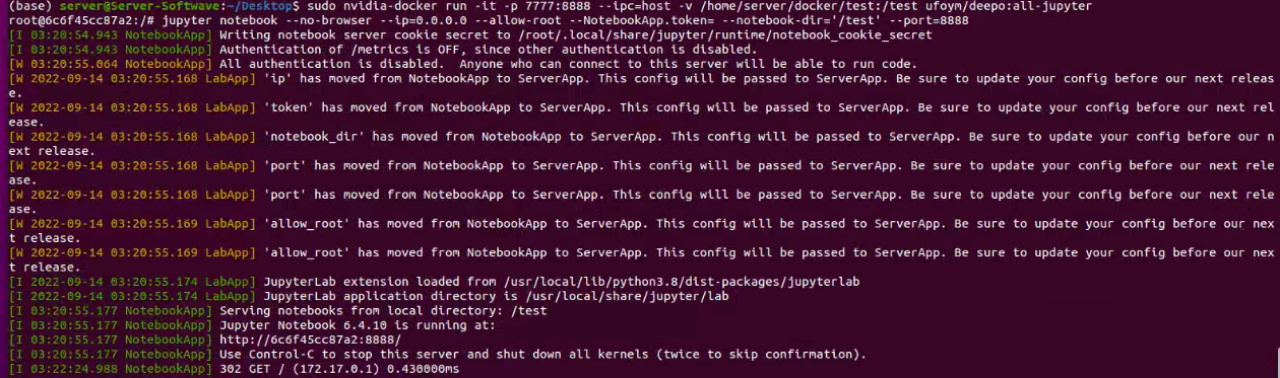 (base) server@Server-Softwave:~/Desktop$ sudo nvidia-docker run -it -p 7777:8888 --ipc=host -v /home/server/docker/test:/test ufoym/deepo:all-jupyter
root@6c6f45cc87a2:/# jupyter notebook --no-browser --ip=0.0.0.0 --allow-root --NotebookApp.token= --notebook-dir='/test' --port=8888
[I 03:20:54.943 NotebookApp] Writing notebook server cookie secret to /root/.local/share/jupyter/runtime/notebook_cookie_secret
[I 03:20:54.943 NotebookApp] Authentication of /metrics is OFF, since other authentication is disabled.
[W 03:20:55.064 NotebookApp] All authentication is disabled.  Anyone who can connect to this server will be able to run code.
[W 2022-09-14 03:20:55.168 LabApp] 'ip' has moved from NotebookApp to ServerApp. This config will be passed to ServerApp. Be sure to update your config before our next releas
e.
[W 2022-09-14 03:20:55.168 LabApp] 'token' has moved from NotebookApp to ServerApp. This config will be passed to ServerApp. Be sure to update your config before our next rel
ease.
[W 2022-09-14 03:20:55.168 LabApp] 'notebook_dir' has moved from NotebookApp to ServerApp. This config will be passed to ServerApp. Be sure to update your config before our n
ext release.
[W 2022-09-14 03:20:55.168 LabApp] 'port' has moved from NotebookApp to ServerApp. This config will be passed to ServerApp. Be sure to update your config before our next rele
ase.
[W 2022-09-14 03:20:55.168 LabApp] 'port' has moved from NotebookApp to ServerApp. This config will be passed to ServerApp. Be sure to update your config before our next rele
ase.
[W 2022-09-14 03:20:55.169 LabApp] 'allow_root' has moved from NotebookApp to ServerApp. This config will be passed to ServerApp. Be sure to update your config before our nex
t release.
[W 2022-09-14 03:20:55.169 LabApp] 'allow_root' has moved from NotebookApp to ServerApp. This config will be passed to ServerApp. Be sure to update your config before our nex
t release.
[I 2022-09-14 03:20:55.174 LabApp] JupyterLab extension loaded from /usr/local/lib/python3.8/dist-packages/jupyterlab
[I 2022-09-14 03:20:55.174 LabApp] JupyterLab application directory is /usr/local/share/jupyter/lab
[I 03:20:55.177 NotebookApp] Serving notebooks from local directory: /test
[I 03:20:55.177 NotebookApp] Jupyter Notebook 6.4.10 is running at:
[I 03:20:55.177 NotebookApp] http://6c6f45cc87a2:8888/
[I 03:20:55.177 NotebookApp] Use Control-C to stop this server and shut down all kernels (twice to skip confirmation).
[I 03:22:24.988 NotebookApp] 302 GET / (172.17.0.1) 0.430000ms